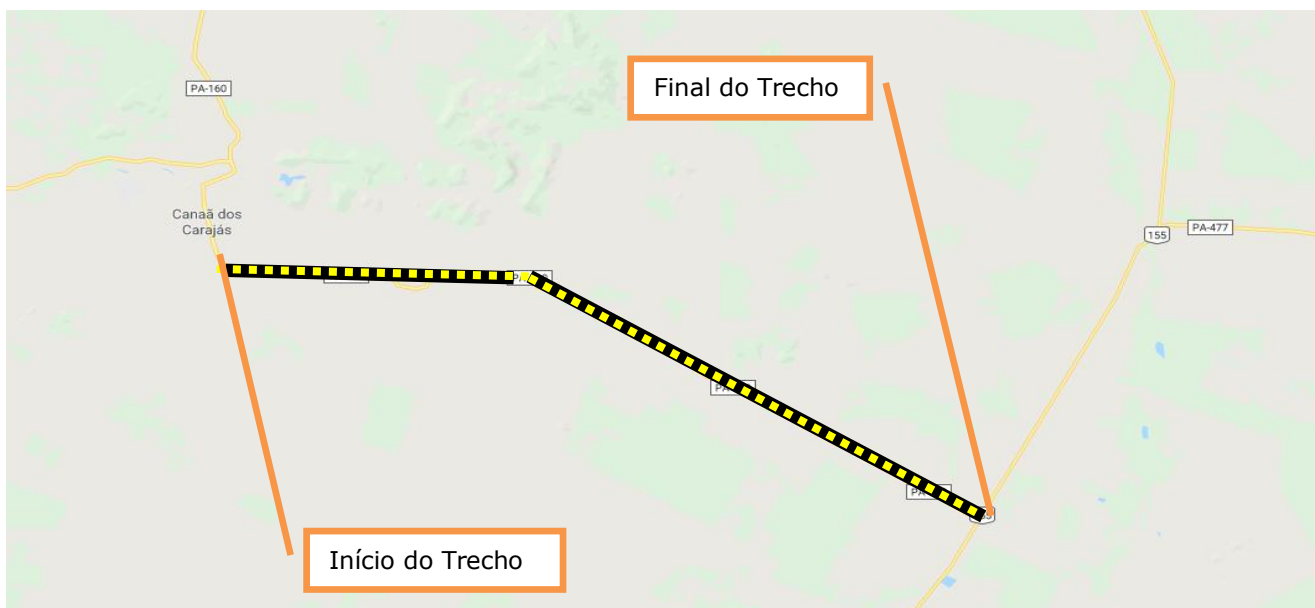 Final do Trecho
PA-160
Canaã dos
Carajás
155
PA-477
Início do Trecho